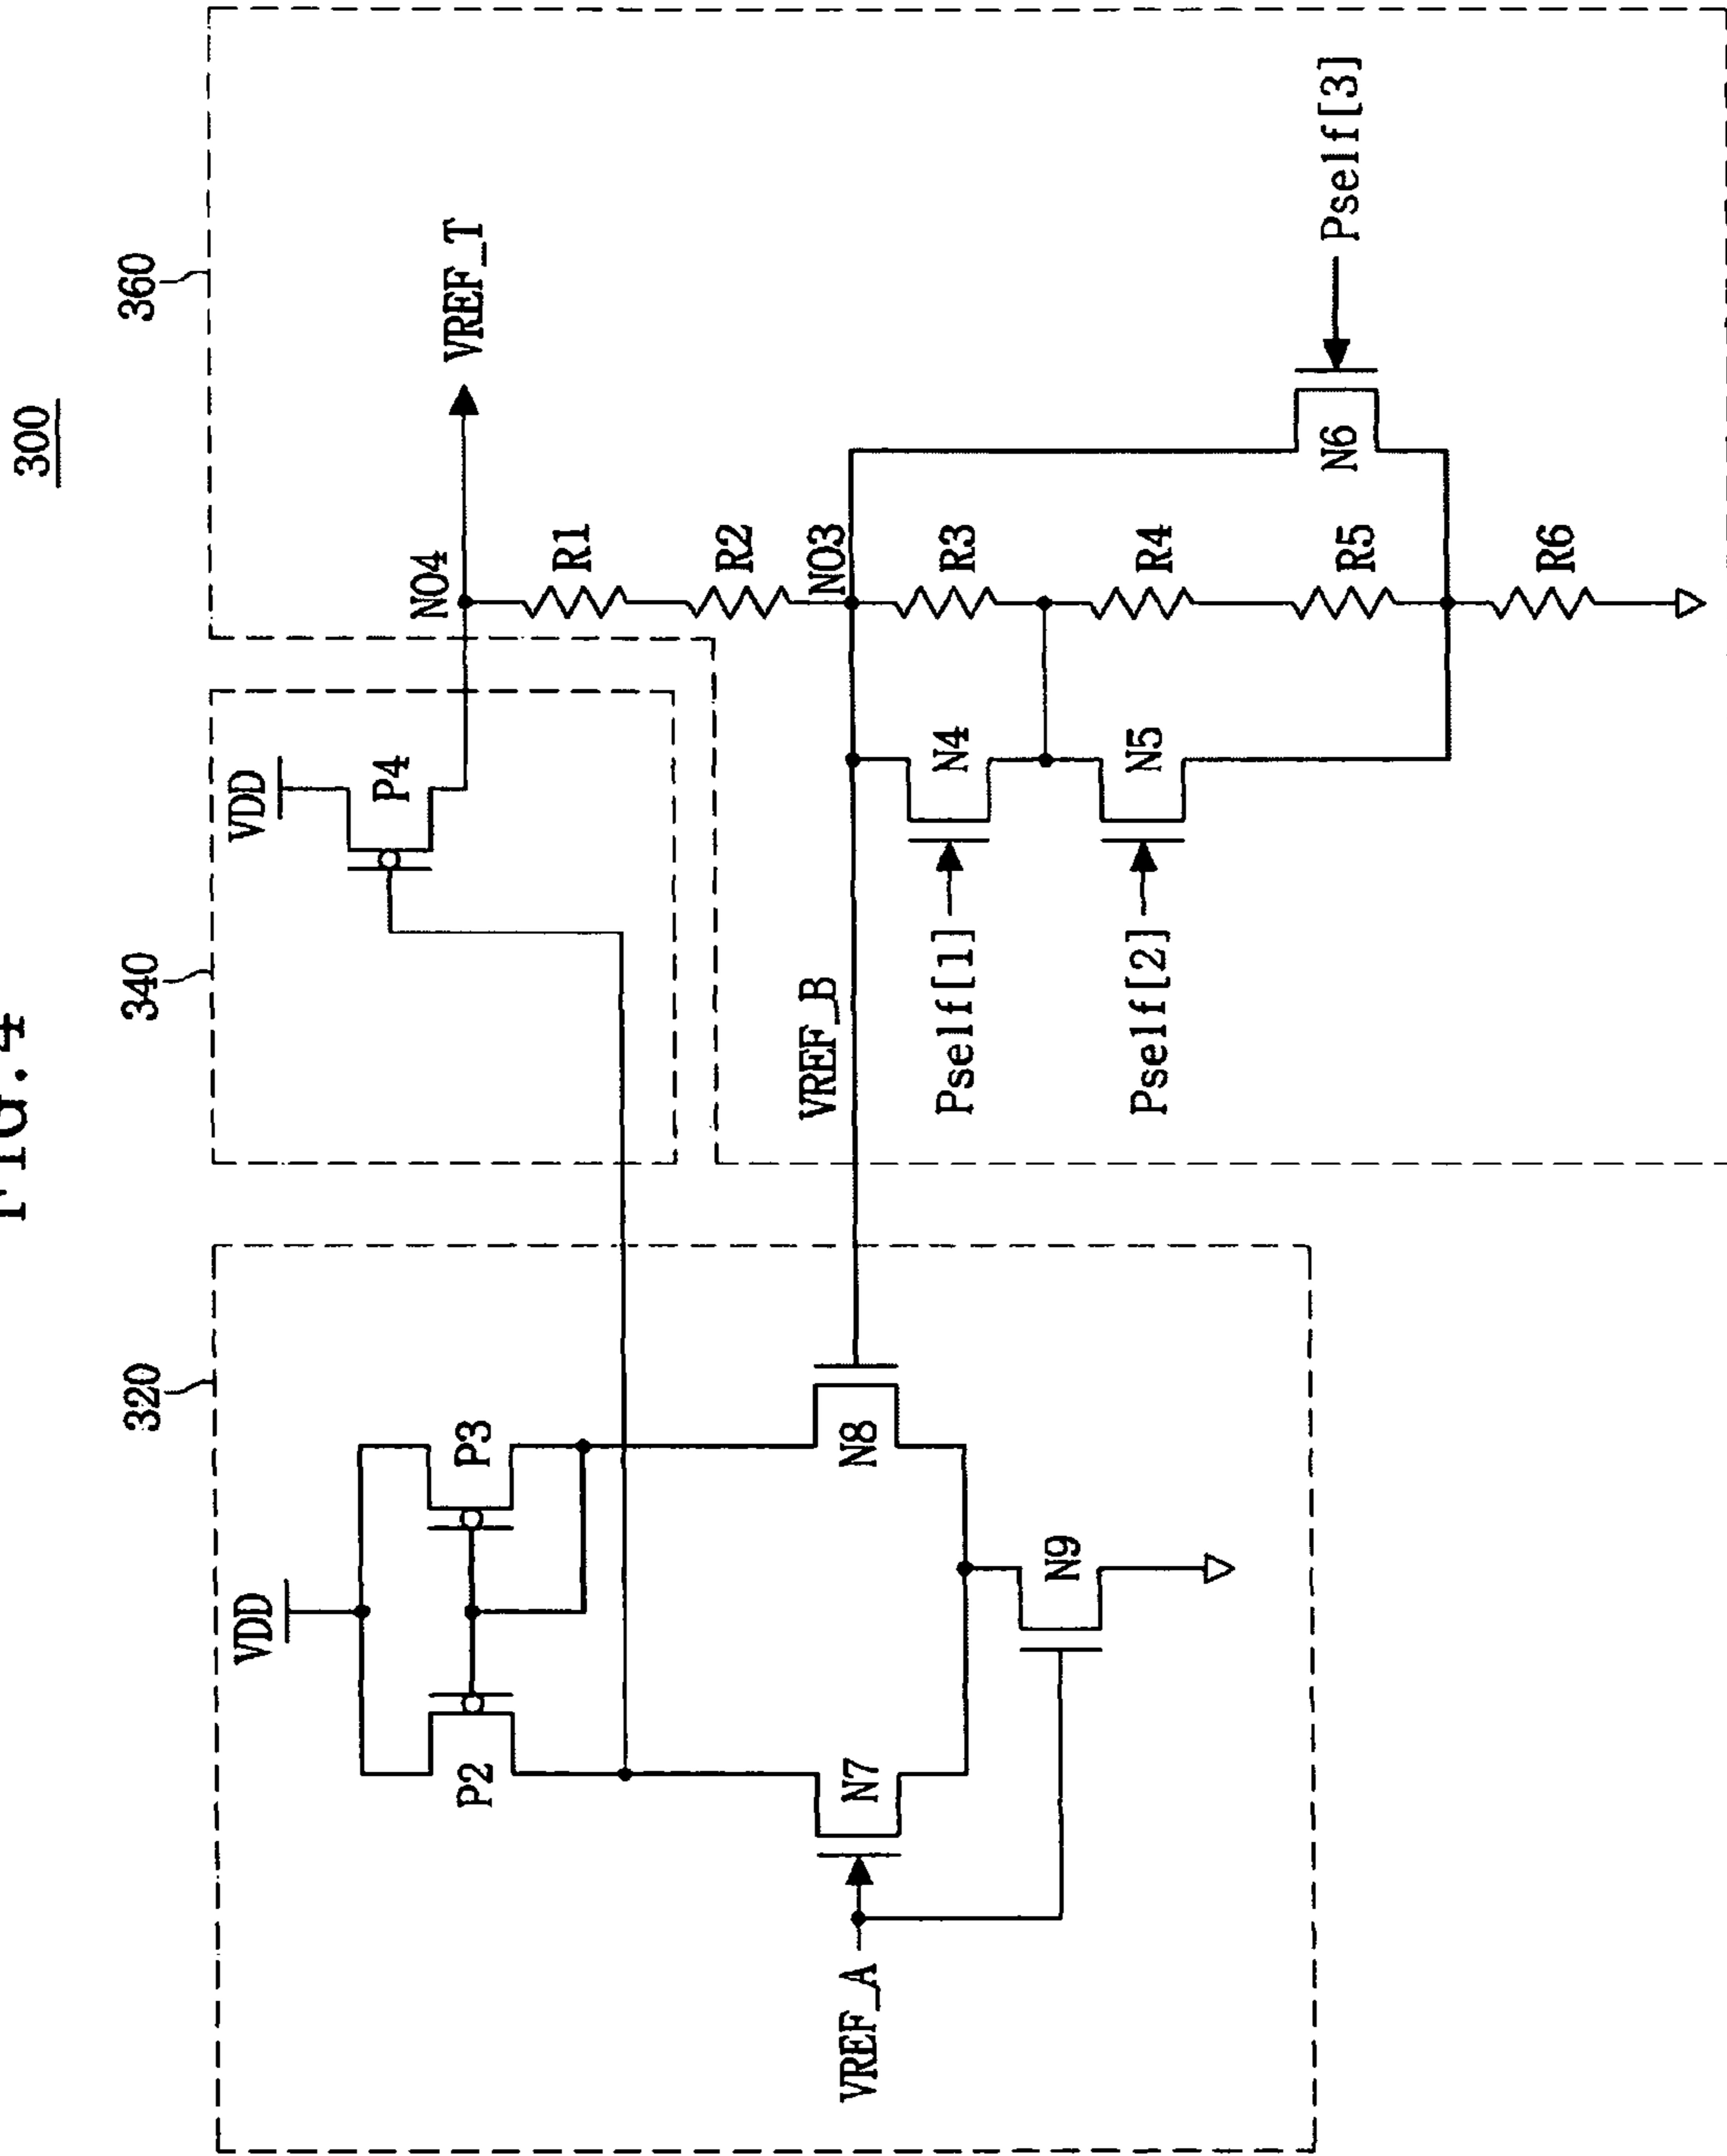 FIG.4
300
320
340
360
VDD
P2
P3
N7
N8
N9
VREF_A
VDD
P4
NO4
VREF_T
R1
R2
NO3
VREF_B
R3
R4
R5
R6
N4
N5
N6
Pself[1]
Pself[2]
Pself[3]